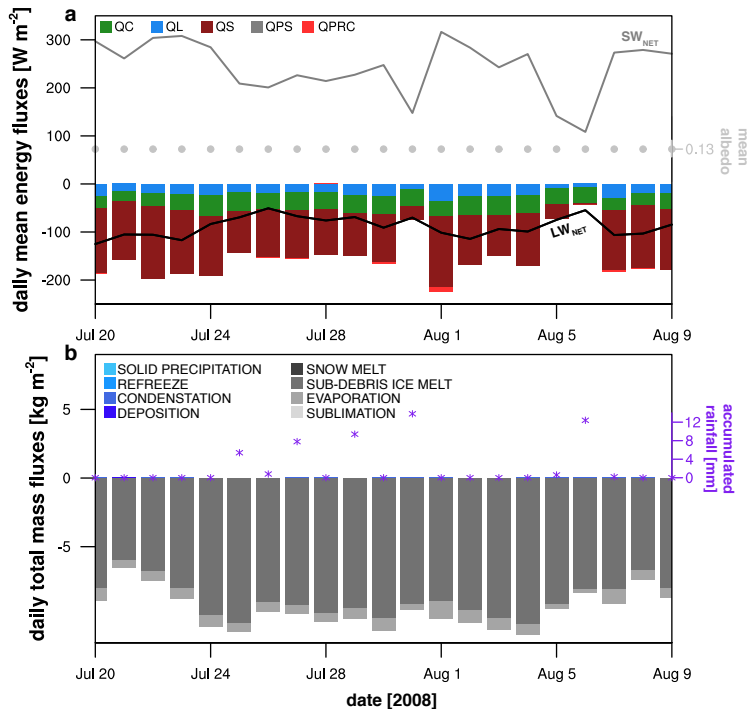 a
QC QL QS QPS QPRC
daily mean energy fluxes [W m⁻²]
300
200
100
0
-100
-200
SW_NET
LW_NET
0.13
mean
albedo
Jul 20 Jul 24 Jul 28 Aug 1 Aug 5 Aug 9
b
SOLID PRECIPITATION SNOW MELT
REFREEZE SUB-DEBRIS ICE MELT
CONDENSTATION EVAPORATION
DEPOSITION SUBLIMATION
daily total mass fluxes [kg m⁻²]
5
0
-5
12
8
4
0
accumulated
rainfall [mm]
Jul 20 Jul 24 Jul 28 Aug 1 Aug 5 Aug 9
date [2008]